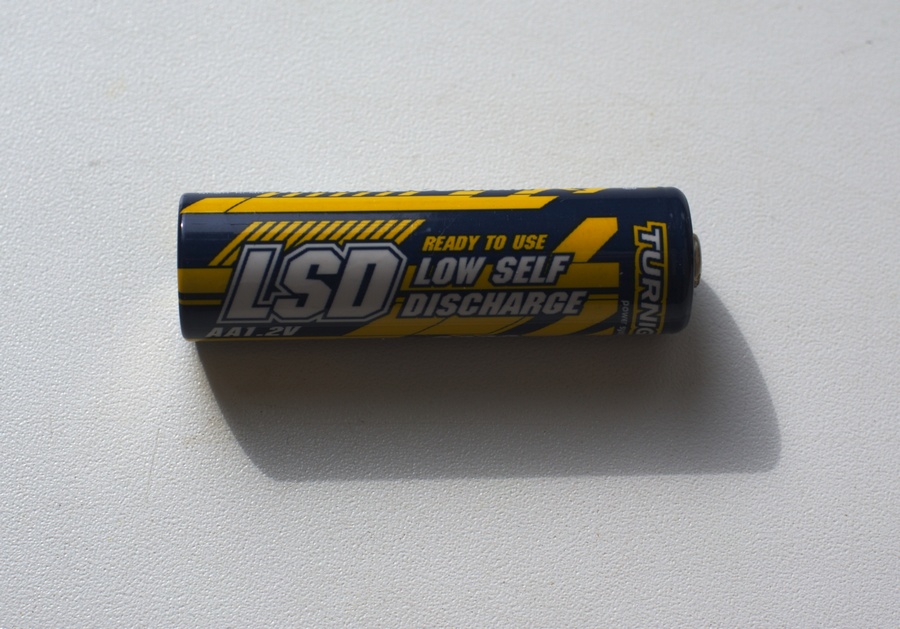 LSD
READY TO USE
LOW SELF
DISCHARGE
AA1.2V
TURNIG